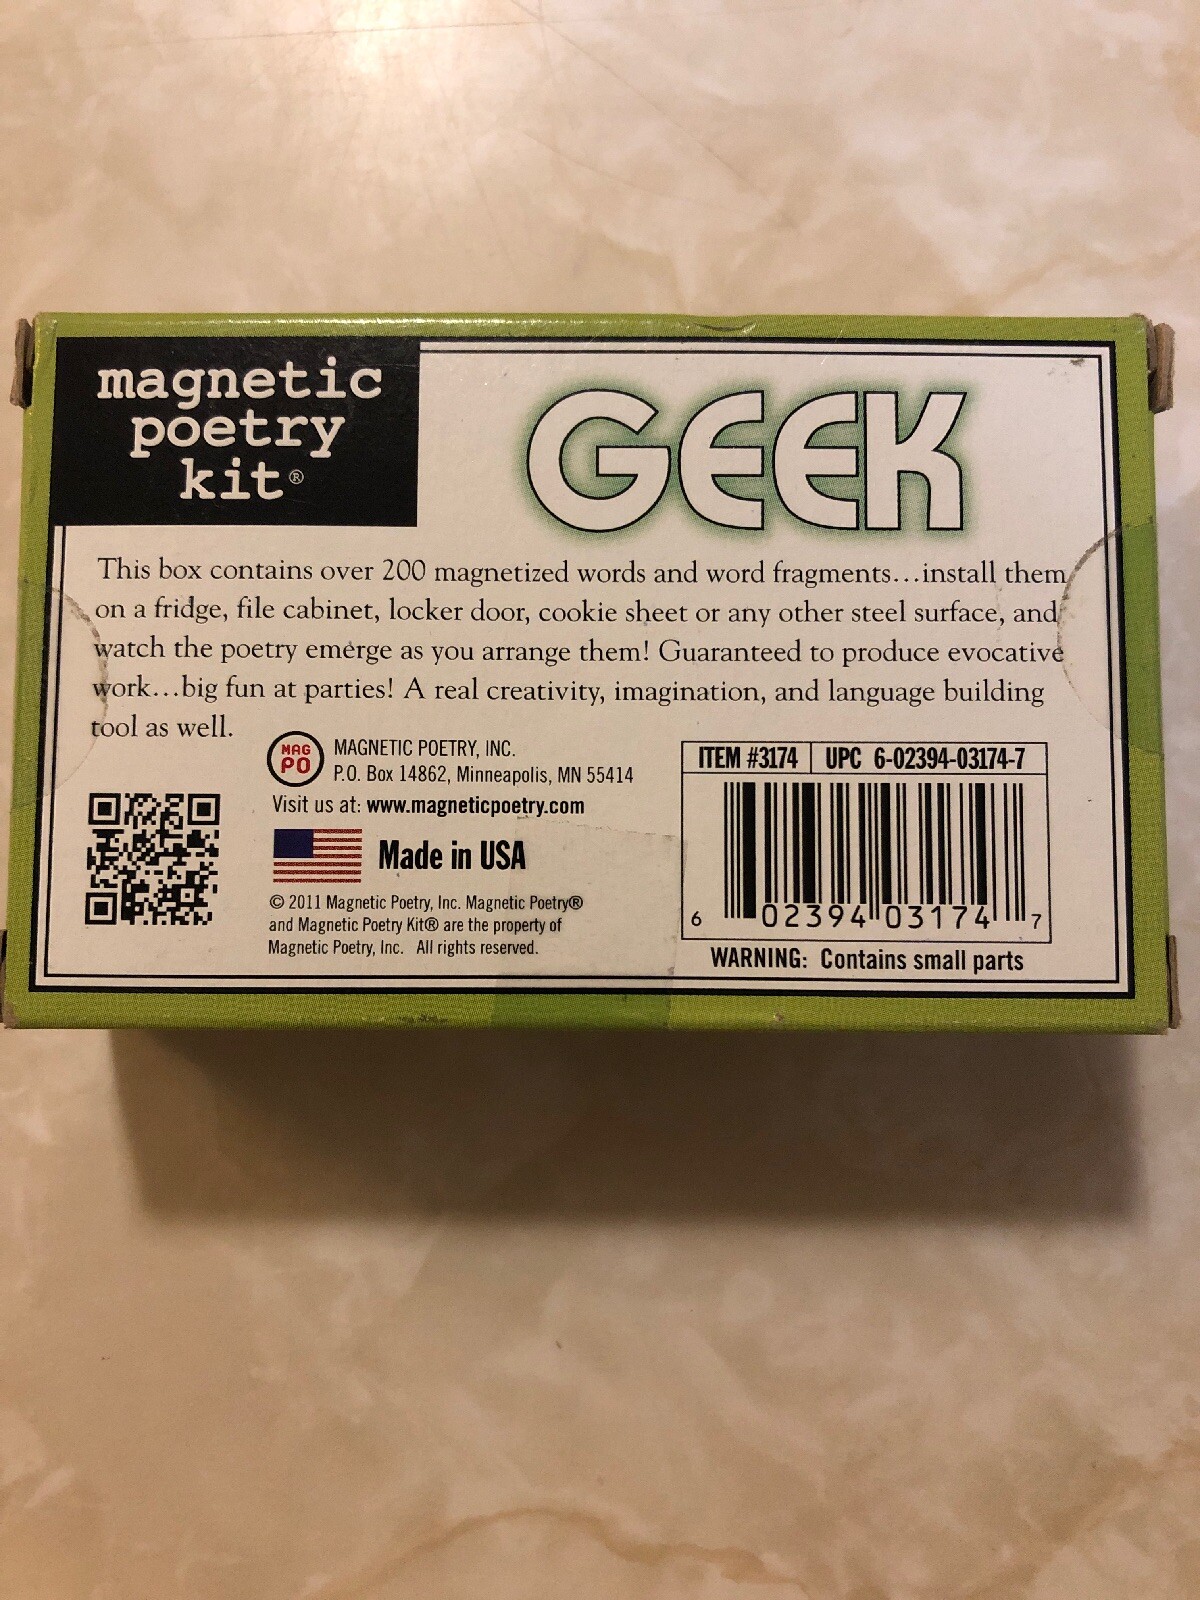 magnetic
poetry
kit®
GEEK
This box contains over 200 magnetized words and word fragments...install them
on a fridge, file cabinet, locker door, cookie sheet or any other steel surface, and
watch the poetry emerge as you arrange them! Guaranteed to produce evocative
work...big fun at parties! A real creativity, imagination, and language building
tool as well.
MAG
PO
MAGNETIC POETRY, INC.
P.O. Box 14862, Minneapolis, MN 55414
Visit us at: www.magneticpoetry.com
Made in USA
© 2011 Magnetic Poetry, Inc. Magnetic Poetry®
and Magnetic Poetry Kit® are the property of
Magnetic Poetry, Inc. All rights reserved.
ITEM #3174 UPC 6-02394-03174-7
6 02394 03174 7
WARNING: Contains small parts